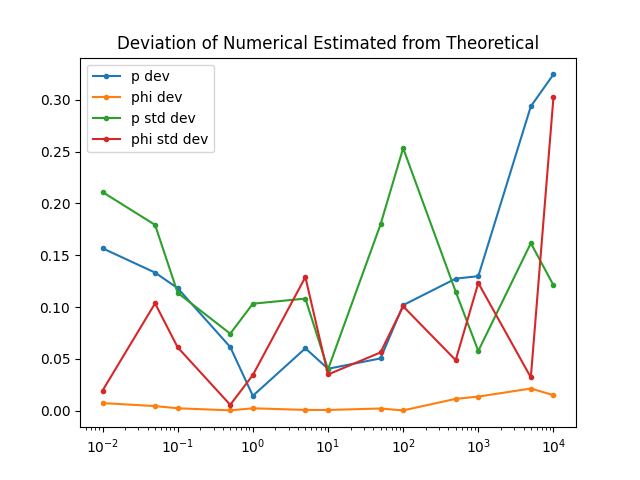 Deviation of Numerical Estimated from Theoretical
p dev
phi dev
p std dev
phi std dev
0.30
0.25
0.20
0.15
0.10
0.05
0.00
10⁻² 10⁻¹ 10⁰ 10¹ 10² 10³ 10⁴